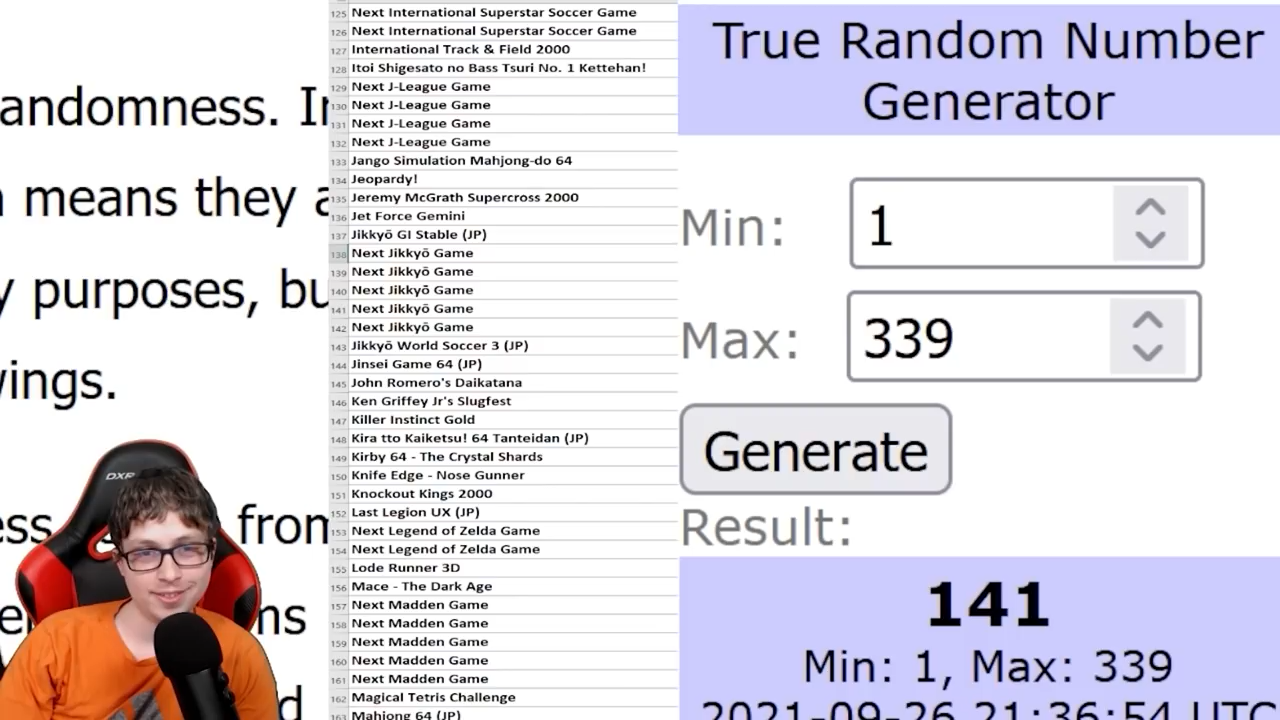 andomness. In
means they a
y purposes, bu
ings.
ess
from
ms
DXR
125 Next International Superstar Soccer Game
126 Next International Superstar Soccer Game
127 International Track & Field 2000
128 Itoi Shigesato no Bass Tsuri No. 1 Kettehan!
129 Next J-League Game
130 Next J-League Game
131 Next J-League Game
132 Next J-League Game
133 Jango Simulation Mahjong-do 64
134 Jeopardy!
135 Jeremy McGrath Supercross 2000
136 Jet Force Gemini
137 Jikkyō GI Stable (JP)
138 Next Jikkyō Game
139 Next Jikkyō Game
140 Next Jikkyō Game
141 Next Jikkyō Game
142 Next Jikkyō Game
143 Jikkyō World Soccer 3 (JP)
144 Jinsei Game 64 (JP)
145 John Romero's Daikatana
146 Ken Griffey Jr's Slugfest
147 Killer Instinct Gold
148 Kira tto Kaiketsu! 64 Tanteidan (JP)
149 Kirby 64 - The Crystal Shards
150 Knife Edge - Nose Gunner
151 Knockout Kings 2000
152 Last Legion UX (JP)
153 Next Legend of Zelda Game
154 Next Legend of Zelda Game
155 Lode Runner 3D
156 Mace - The Dark Age
157 Next Madden Game
158 Next Madden Game
159 Next Madden Game
160 Next Madden Game
161 Next Madden Game
162 Magical Tetris Challenge
163 Mahjong 64 (JP)
True Random Number
Generator
Min: 1
Max: 339
Generate
Result:
141
Min: 1, Max: 339
2021-09-26 21:36:54 UTC